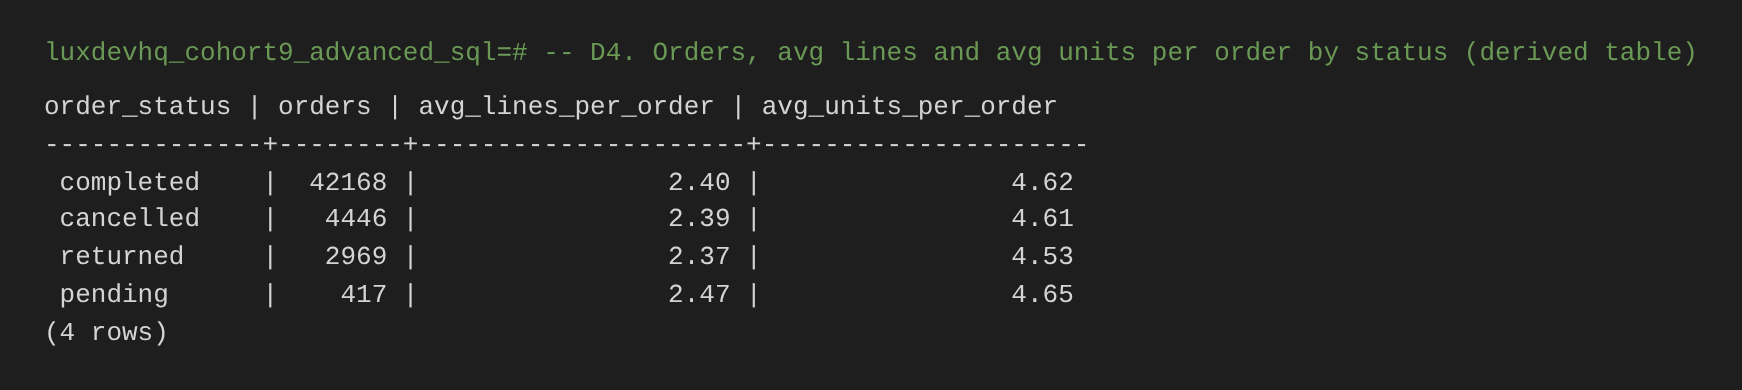 luxdevhq_cohort9_advanced_sql=# -- D4. Orders, avg lines and avg units per order by status (derived table)
order_status | orders | avg_lines_per_order | avg_units_per_order
--------------+--------+---------------------+---------------------
 completed    |  42168 |                2.40 |                4.62
 cancelled    |   4446 |                2.39 |                4.61
 returned     |   2969 |                2.37 |                4.53
 pending      |    417 |                2.47 |                4.65
(4 rows)